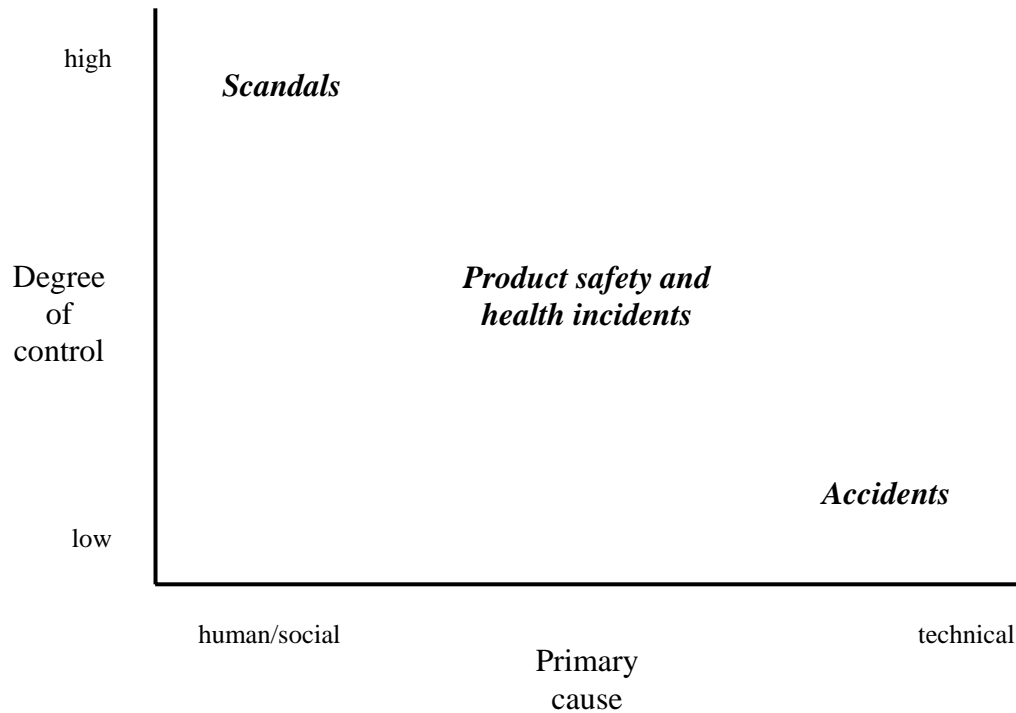 high
Scandals
Degree
of
control
Product safety and
health incidents
Accidents
low
human/social
technical
Primary
cause